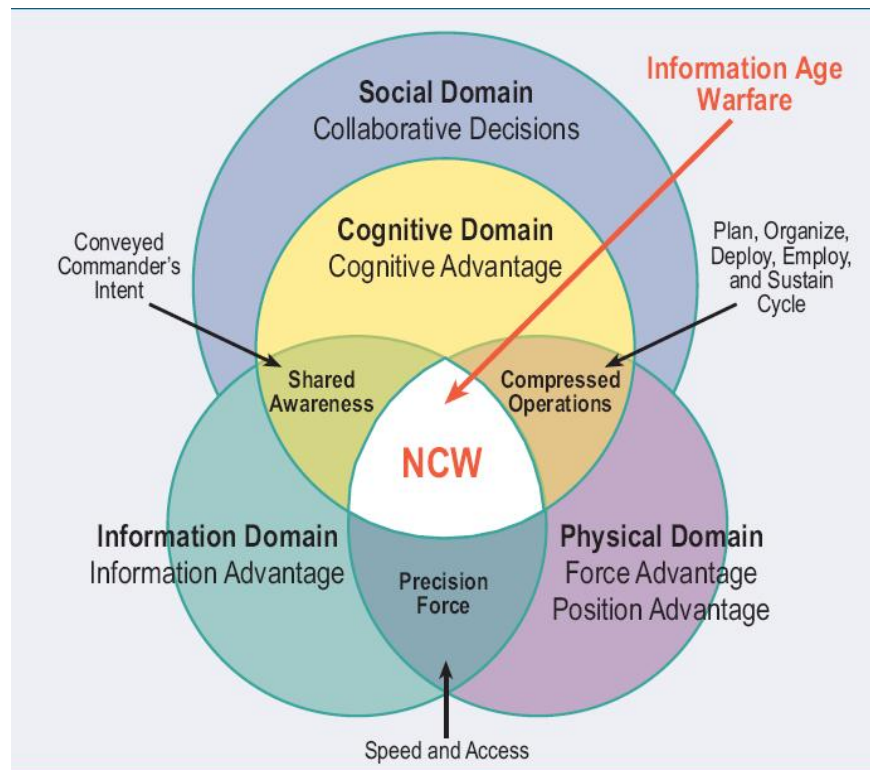 Social Domain
Collaborative Decisions
Information Age
Warfare
Cognitive Domain
Cognitive Advantage
Conveyed
Commander's
Intent
Plan, Organize,
Deploy, Employ,
and Sustain
Cycle
Shared
Awareness
Compressed
Operations
NCW
Information Domain
Information Advantage
Physical Domain
Force Advantage
Position Advantage
Precision
Force
Speed and Access